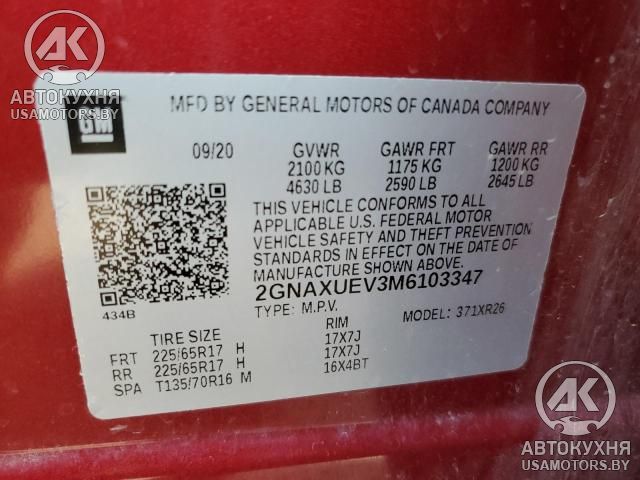 AK
АВТОКУХНЯ
USAMOTORS.BY
GM
MFD BY GENERAL MOTORS OF CANADA COMPANY
09/20 GVWR GAWR FRT GAWR RR
2100 KG 1175 KG 1200 KG
4630 LB 2590 LB 2645 LB
THIS VEHICLE CONFORMS TO ALL
APPLICABLE U.S. FEDERAL MOTOR
VEHICLE SAFETY AND THEFT PREVENTION
STANDARDS IN EFFECT ON THE DATE OF
MANUFACTURE SHOWN ABOVE.
2GNAXUEV3M6103347
434B TYPE: M.P.V. MODEL: 371XR26
TIRE SIZE RIM
FRT 225/65R17 H 17X7J
RR 225/65R17 H 17X7J
SPA T135/70R16 M 16X4BT
AK
АВТОКУХНЯ
USAMOTORS.BY